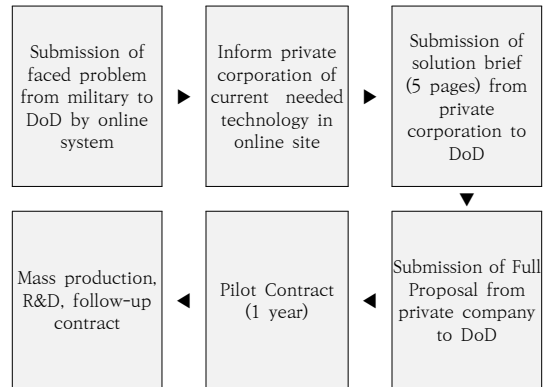 Submission of
faced problem
from military to
DoD by online
system
Inform private
corporation of
current needed
technology in
online site
Submission of
solution brief
(5 pages) from
private
corporation to
DoD
Submission of Full
Proposal from
private company
to DoD
Pilot Contract
(1 year)
Mass production,
R&D, follow-up
contract